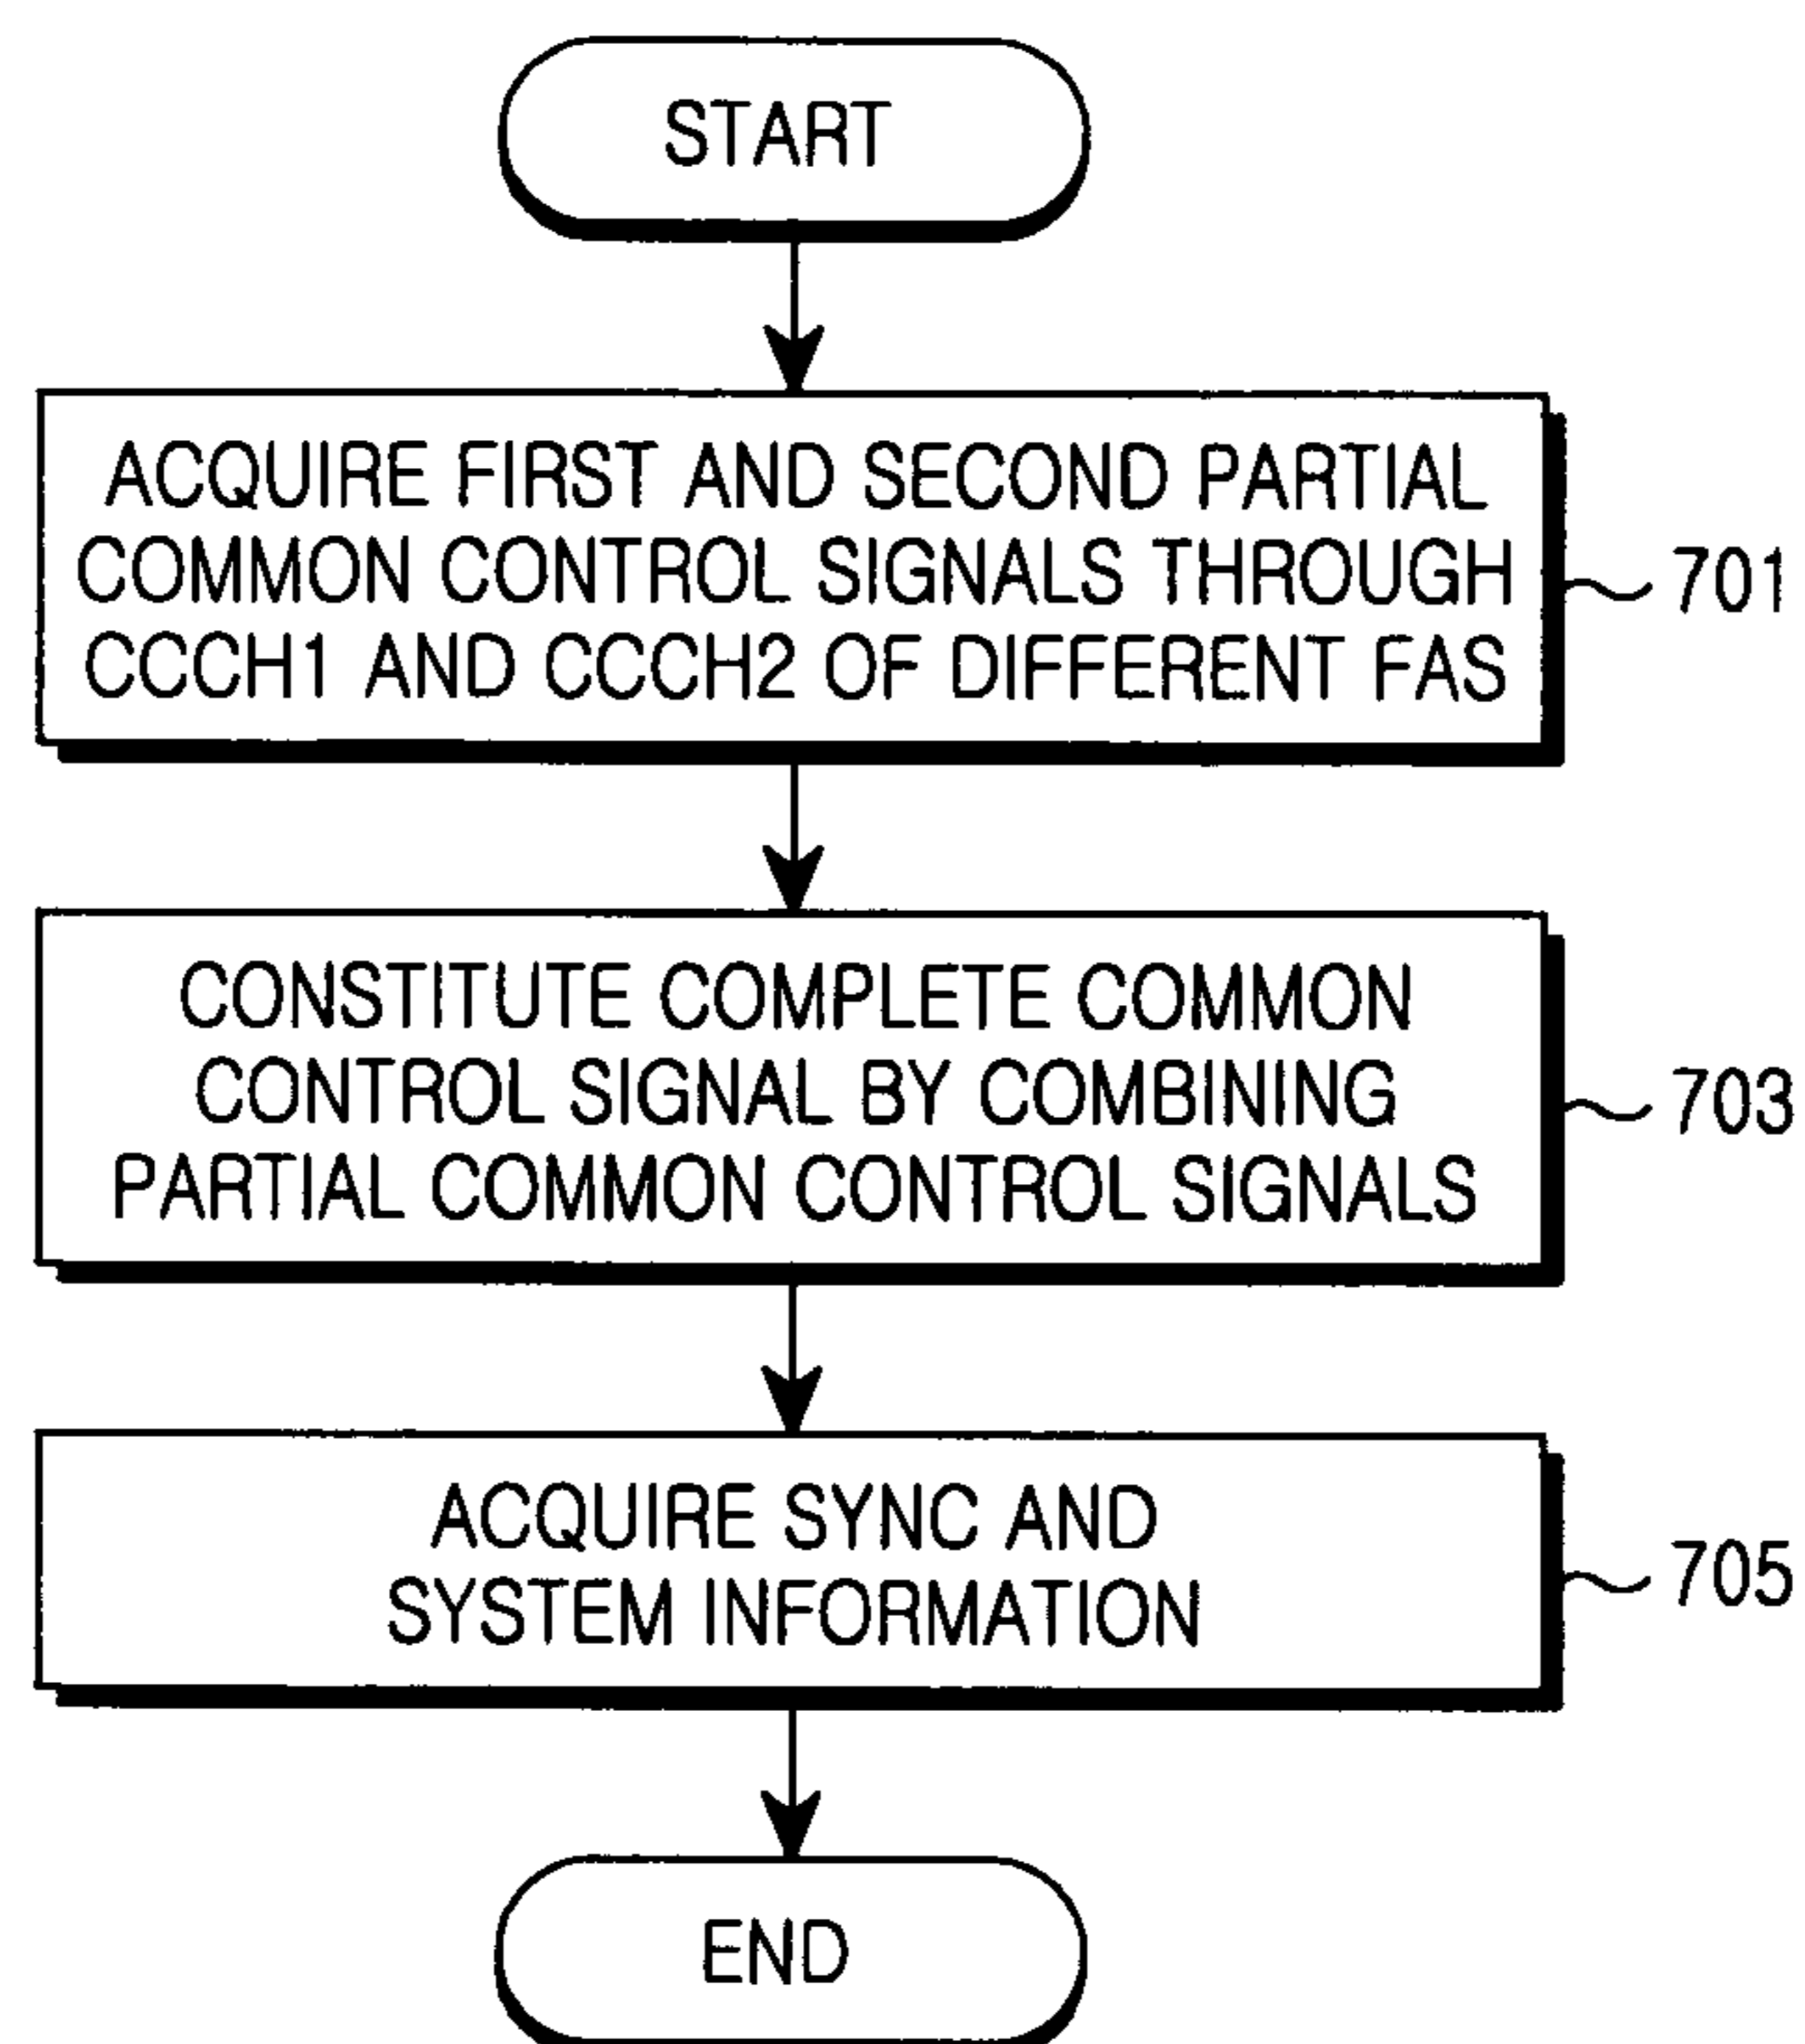 START
ACQUIRE FIRST AND SECOND PARTIAL
COMMON CONTROL SIGNALS THROUGH
CCCH1 AND CCCH2 OF DIFFERENT FAS
701
CONSTITUTE COMPLETE COMMON
CONTROL SIGNAL BY COMBINING
PARTIAL COMMON CONTROL SIGNALS
703
ACQUIRE SYNC AND
SYSTEM INFORMATION
705
END